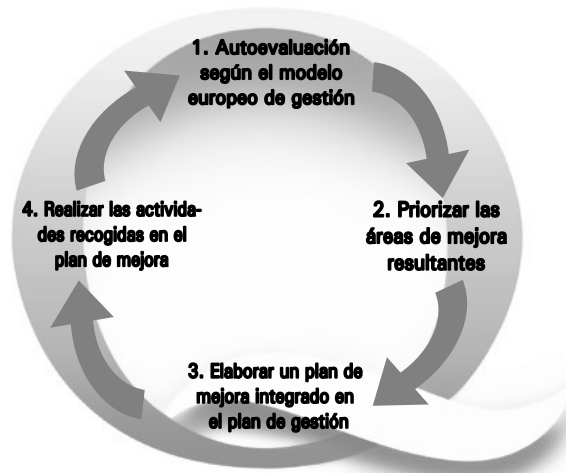 1. Autoevaluación
según el modelo
europeo de gestión
2. Priorizar las
áreas de mejora
resultantes
3. Elaborar un plan de
mejora integrado en
el plan de gestión
4. Realizar las activida-
des recogidas en el
plan de mejora